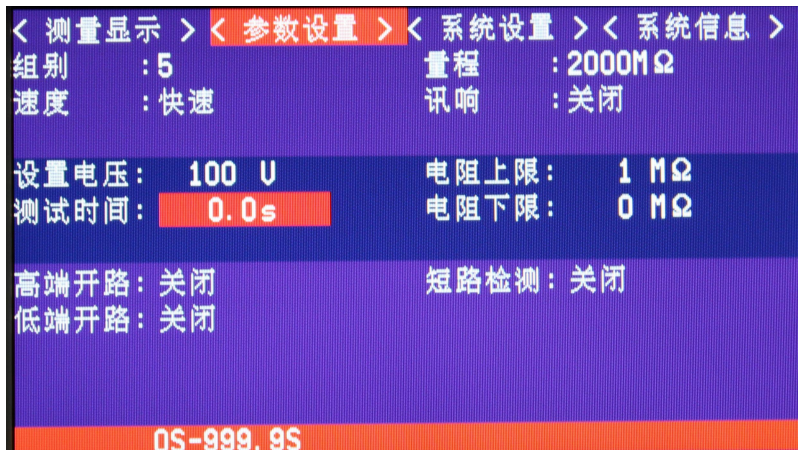 < 测量显示 > < 参数设置 > < 系统设置 > < 系统信息 >
组别 :5 量程 :2000MΩ
速度 :快速 讯响 :关闭
设置电压: 100 V 电阻上限: 1 MΩ
测试时间: 0.0s 电阻下限: 0 MΩ
高端开路:关闭 短路检测:关闭
低端开路:关闭
0S-999.9S